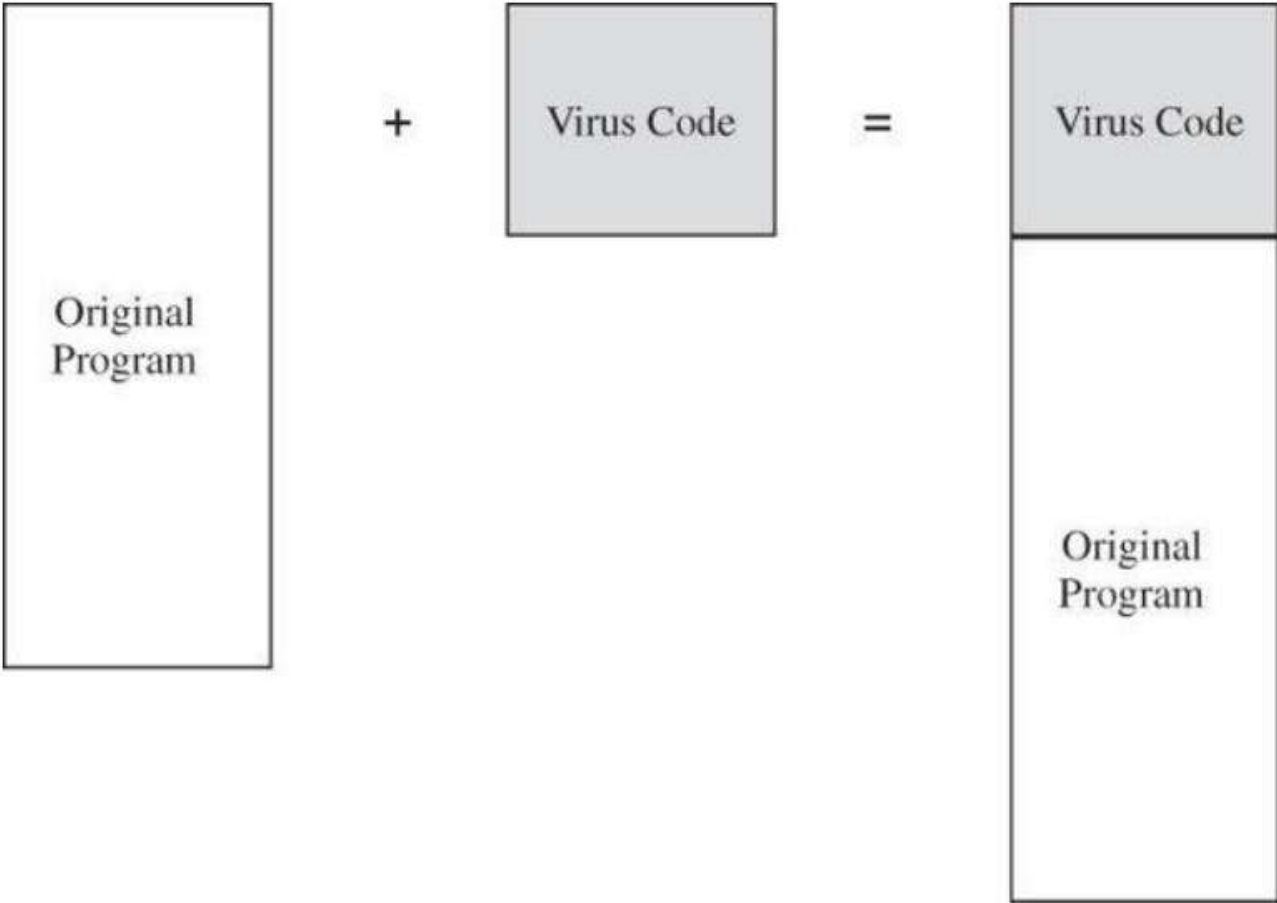 Original
Program
+
Virus Code
=
Virus Code
Original
Program